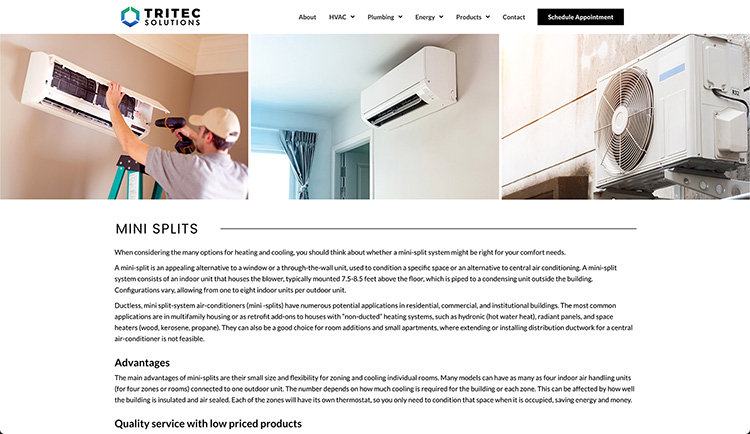 TRITEC
SOLUTIONS
About HVAC Plumbing Energy Products Contact Schedule Appointment
R32
MINI SPLITS
When considering the many options for heating and cooling, you should think about whether a mini-split system might be right for your comfort needs.
A mini-split is an appealing alternative to a window or a through-the-wall unit, used to condition a specific space or an alternative to central air conditioning. A mini-split
system consists of an indoor unit that houses the blower, typically mounted 7.5-8.5 feet above the floor, which is piped to a condensing unit outside the building.
Configurations vary, allowing from one to eight indoor units per outdoor unit.
Ductless, mini split-system air-conditioners (mini -splits) have numerous potential applications in residential, commercial, and institutional buildings. The most common
applications are in multifamily housing or as retrofit add-ons to houses with "non-ducted" heating systems, such as hydronic (hot water heat), radiant panels, and space
heaters (wood, kerosene, propane). They can also be a good choice for room additions and small apartments, where extending or installing distribution ductwork for a central
air-conditioner is not feasible.
Advantages
The main advantages of mini-splits are their small size and flexibility for zoning and cooling individual rooms. Many models can have as many as four indoor air handling units
(for four zones or rooms) connected to one outdoor unit. The number depends on how much cooling is required for the building or each zone. This can be affected by how well
the building is insulated and air sealed. Each of the zones will have its own thermostat, so you only need to condition that space when it is occupied, saving energy and money.
Quality service with low priced products